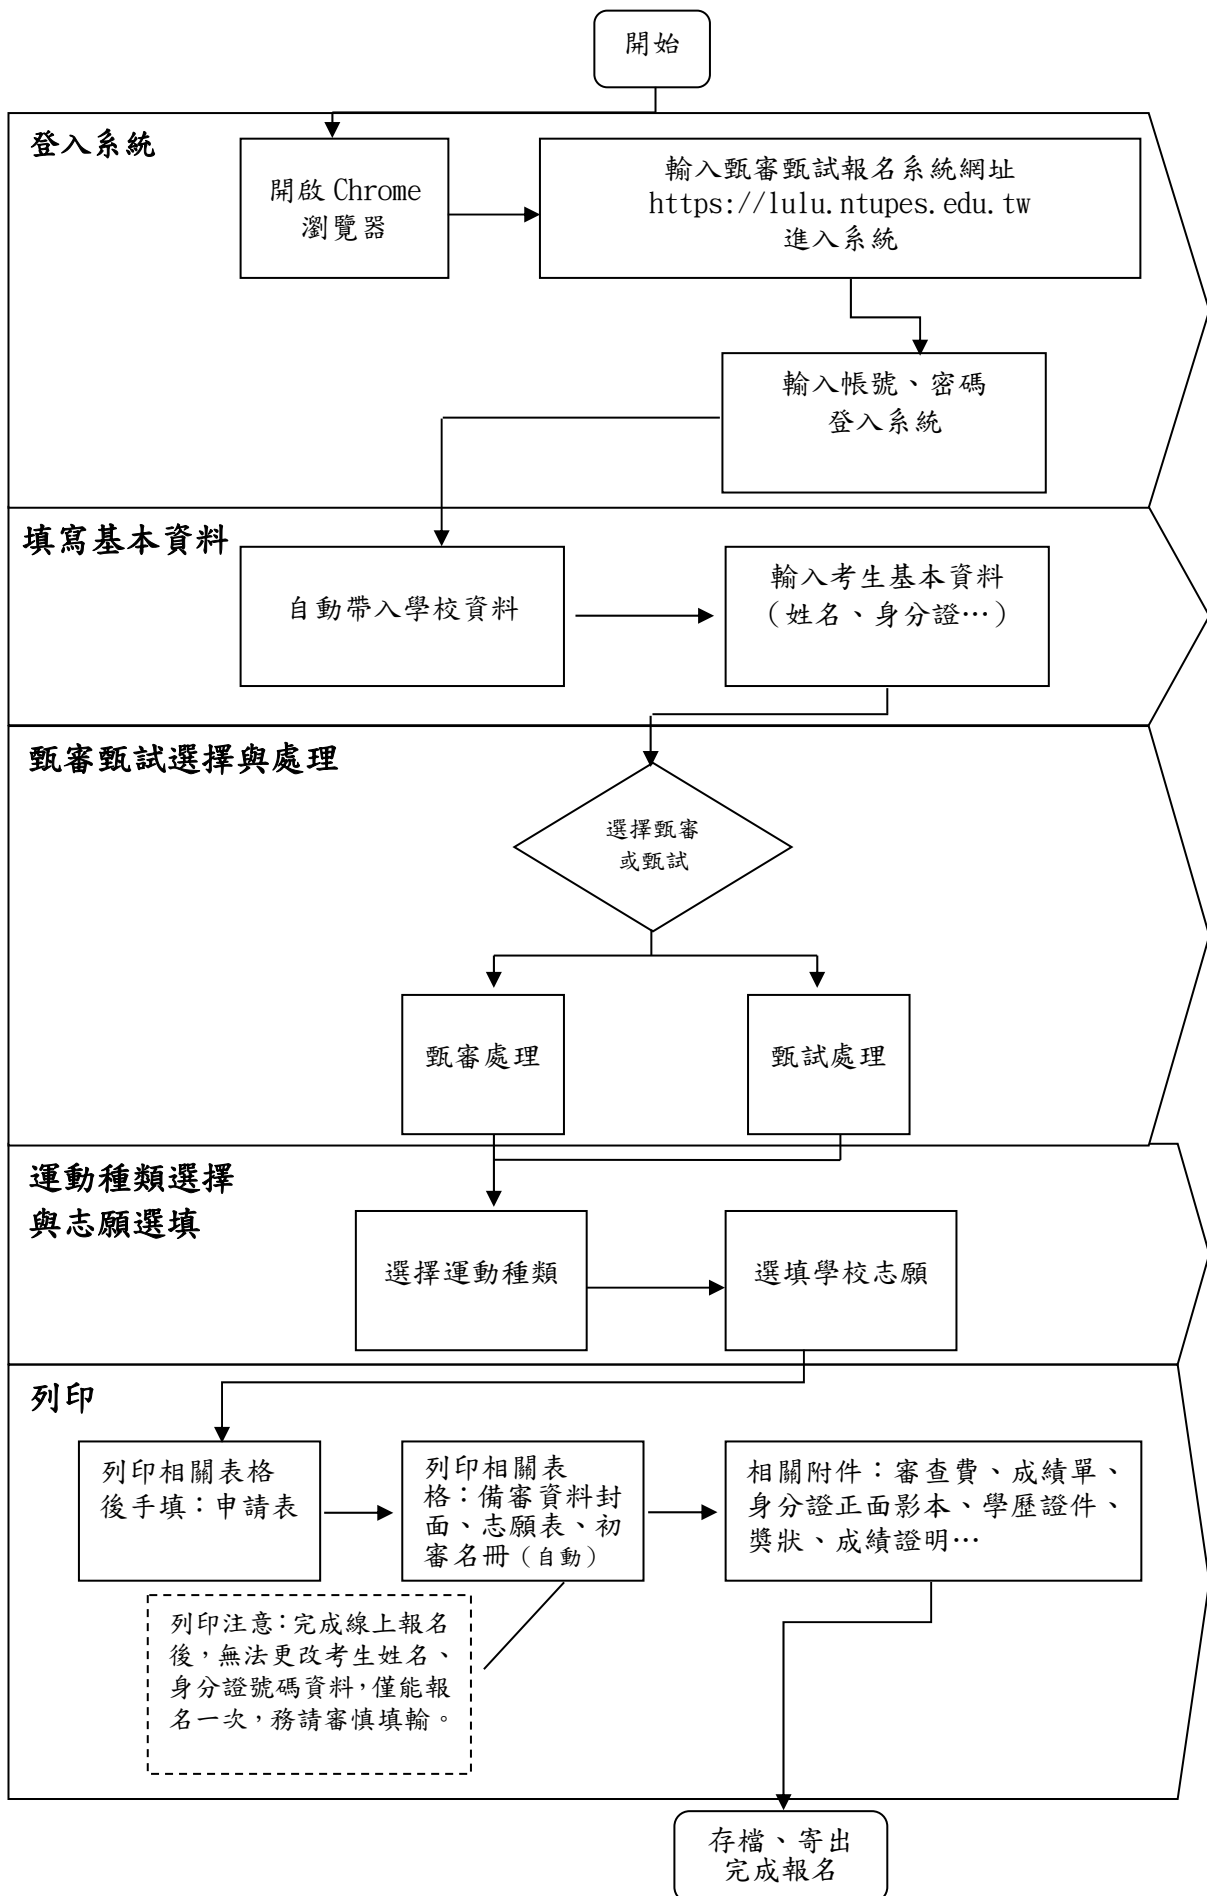 開始
登入系統
開啟 Chrome
瀏覽器
輸入甄審甄試報名系統網址
https://lulu.ntupes.edu.tw
進入系統
輸入帳號、密碼
登入系統
填寫基本資料
自動帶入學校資料
輸入考生基本資料
（姓名、身分證…）
甄審甄試選擇與處理
選擇甄審
或甄試
甄審處理
甄試處理
運動種類選擇
與志願選填
選擇運動種類
選填學校志願
列印
列印相關表格
後手填：申請表
列印相關表
格：備審資料封
面、志願表、初
審名冊（自動）
相關附件：審查費、成績單、
身分證正面影本、學歷證件、
獎狀、成績證明…
列印注意：完成線上報名
後，無法更改考生姓名、
身分證號碼資料，僅能報
名一次，務請審慎填輸。
存檔、寄出
完成報名